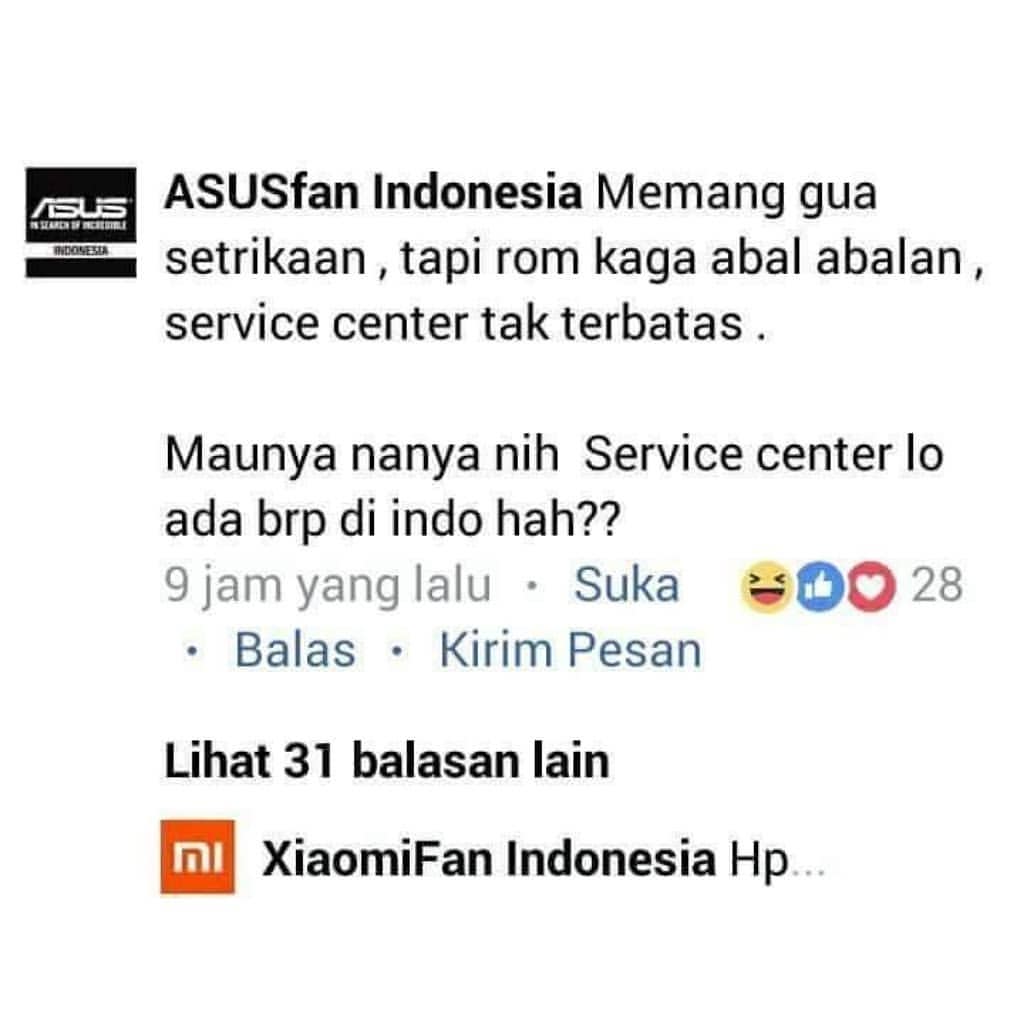 ASUS
IN SEARCH OF INCREDIBLE
INDONESIA
ASUSfan Indonesia Memang gua
setrikaan , tapi rom kaga abal abalan ,
service center tak terbatas .
Maunya nanya nih Service center lo
ada brp di indo hah??
9 jam yang lalu · Suka 28
· Balas · Kirim Pesan
Lihat 31 balasan lain
mi
XiaomiFan Indonesia Hp...